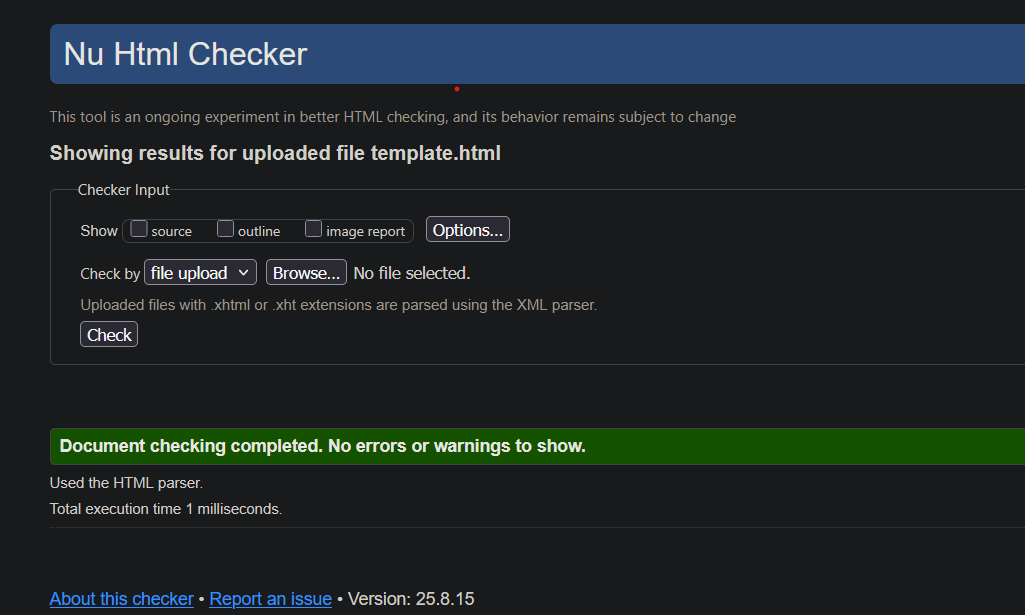 Nu Html Checker
This tool is an ongoing experiment in better HTML checking, and its behavior remains subject to change
Showing results for uploaded file template.html
Checker Input
Show source outline image report Options...
Check by file upload Browse... No file selected.
Uploaded files with .xhtml or .xht extensions are parsed using the XML parser.
Check
Document checking completed. No errors or warnings to show.
Used the HTML parser.
Total execution time 1 milliseconds.
About this checker • Report an issue • Version: 25.8.15